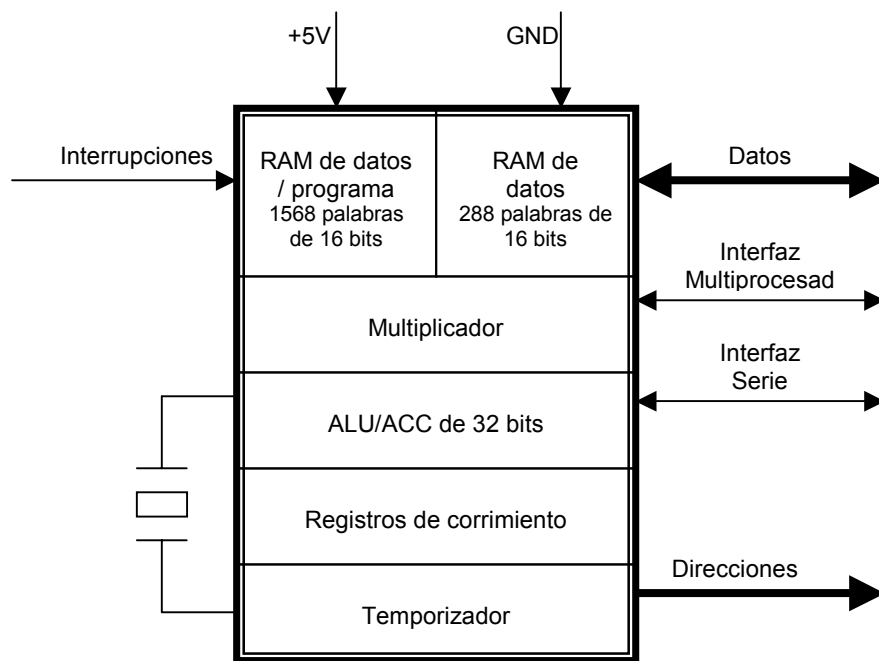 +5V
GND
Interrupciones
RAM de datos
/ programa
1568 palabras
de 16 bits
RAM de
datos
288 palabras de
16 bits
Datos
Interfaz
Multiprocesad
Multiplicador
Interfaz
Serie
ALU/ACC de 32 bits
Registros de corrimiento
Direcciones
Temporizador